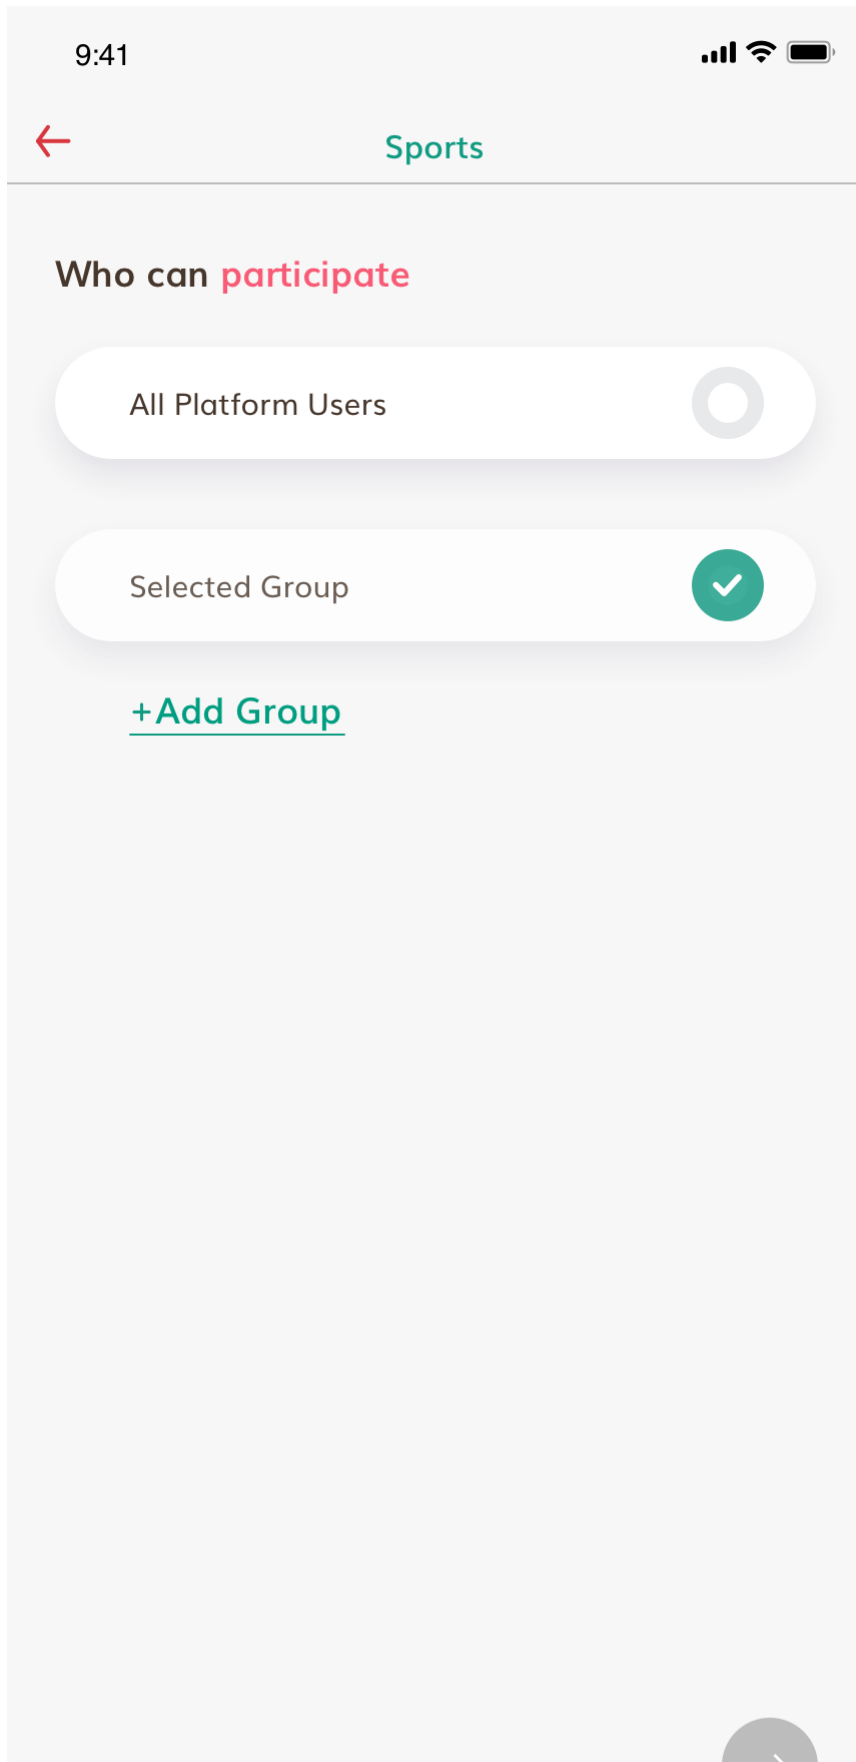 9:41
Sports
Who can participate
All Platform Users
Selected Group
+Add Group